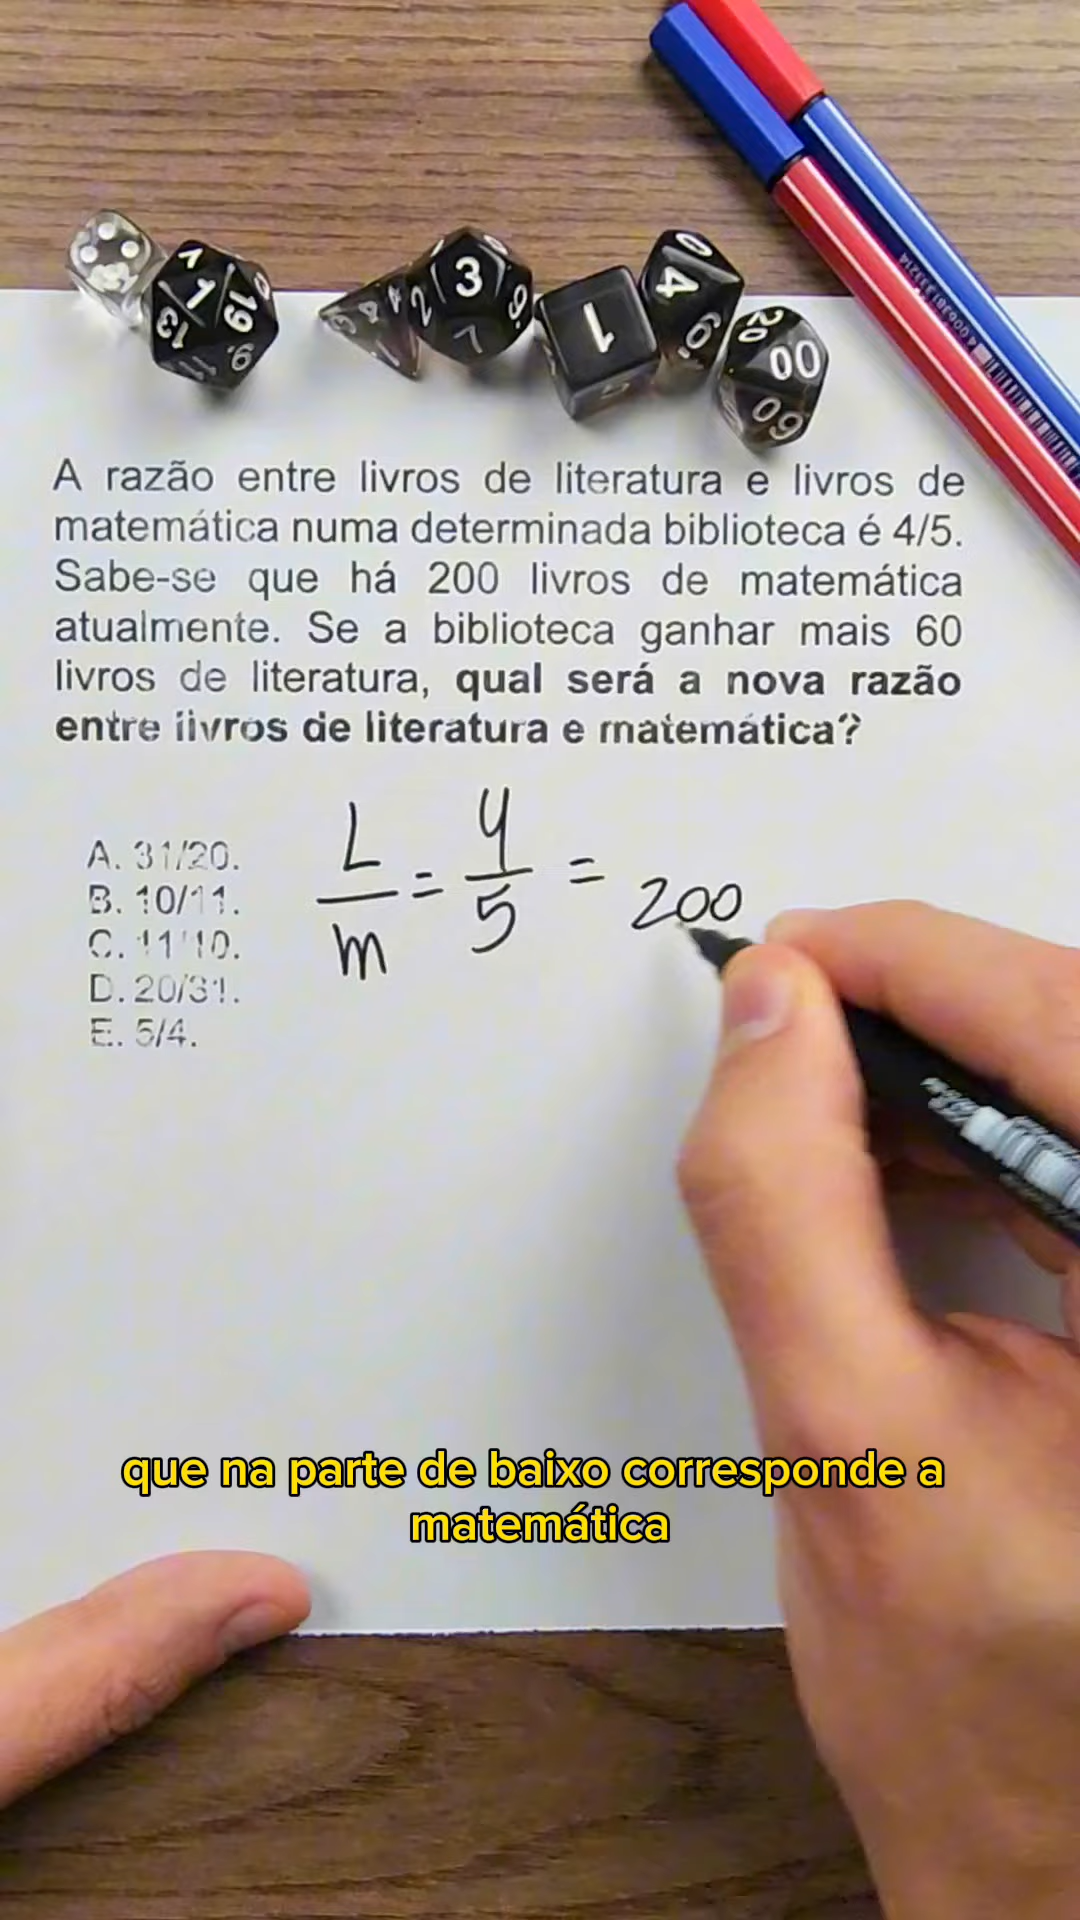 A razão entre livros de literatura e livros de
matemática numa determinada biblioteca é 4/5.
Sabe-se que há 200 livros de matemática
atualmente. Se a biblioteca ganhar mais 60
livros de literatura, qual será a nova razão
entre livros de literatura e matemática?
A. 31/20.
B. 10/11.
C. 11/10.
D. 20/31.
E. 5/4.
L/m = 4/5 = 200
que na parte de baixo corresponde a
matemática